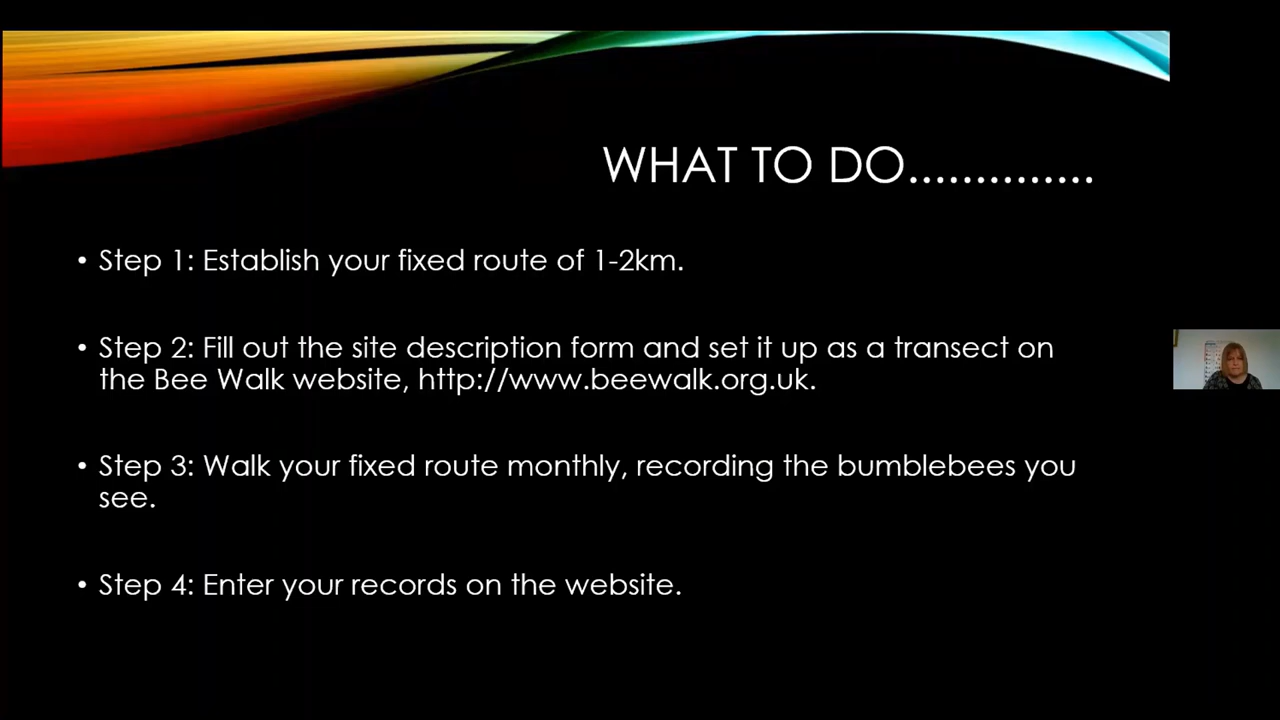 WHAT TO DO..............
• Step 1: Establish your fixed route of 1-2km.
• Step 2: Fill out the site description form and set it up as a transect on
the Bee Walk website, http://www.beewalk.org.uk.
• Step 3: Walk your fixed route monthly, recording the bumblebees you
see.
• Step 4: Enter your records on the website.